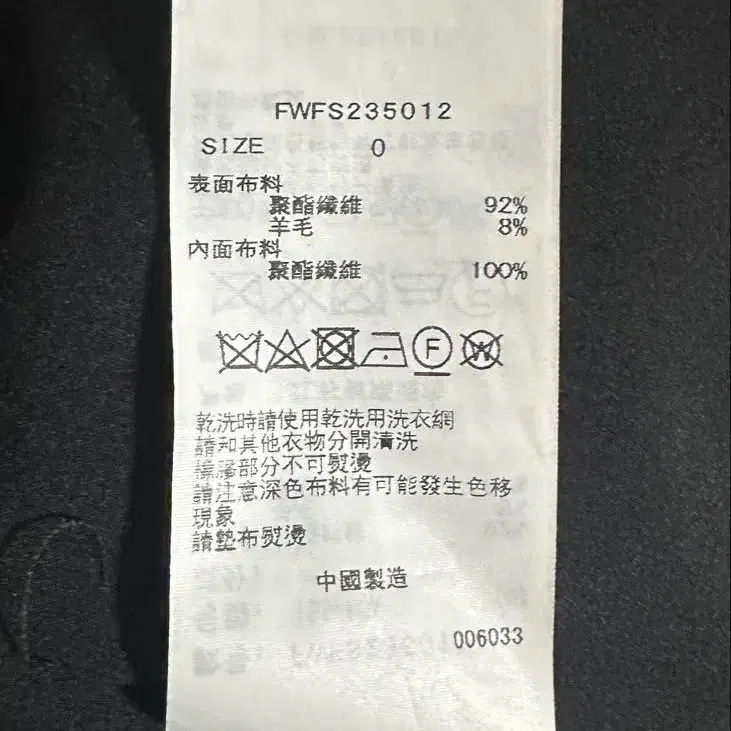 FWFS235012
SIZE 0
表面布料
聚酯纖維 92%
羊毛 8%
內面布料
聚酯纖維 100%
F W
乾洗時請使用乾洗用洗衣網
請和其他衣物分開清洗
橡膠部分不可熨燙
請注意深色布料有可能發生色移
現象
請墊布熨燙
中國製造
006033